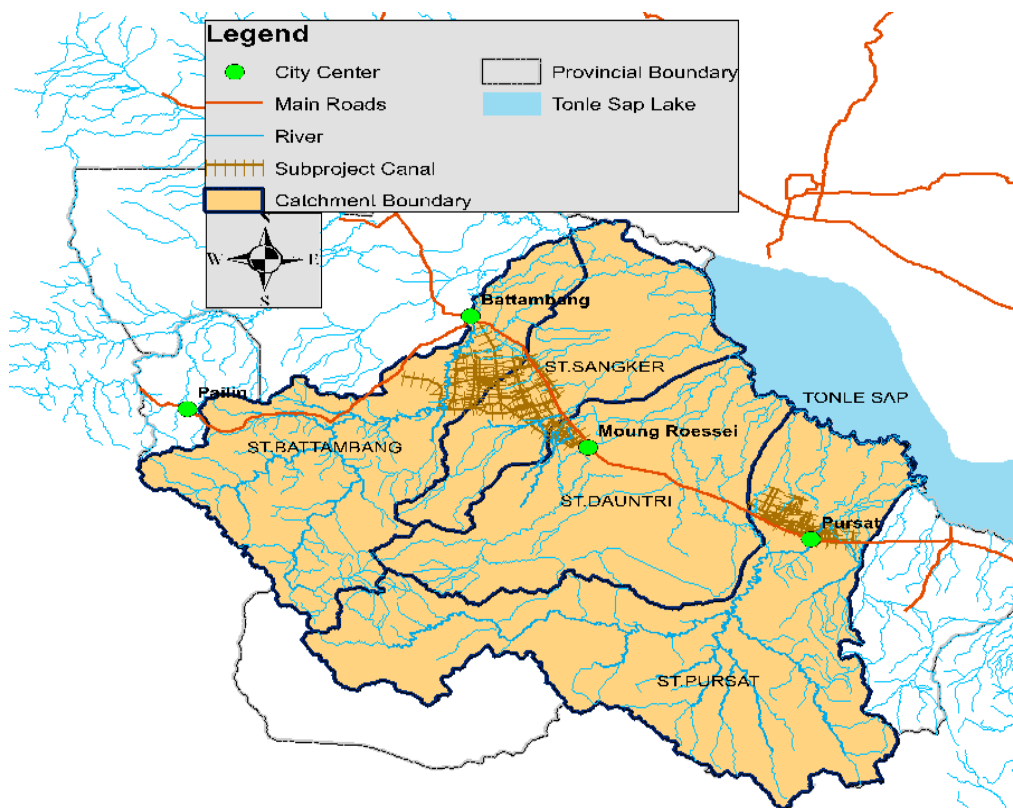 Legend
City Center
Main Roads
River
Subproject Canal
Catchment Boundary
Provincial Boundary
Tonle Sap Lake
W E
S
Battambang
ST.SANGKER
Pailin
TONLE SAP
Moung Roessei
ST.BATTAMBANG
ST.DAUNTRI
Pursat
ST.PURSAT